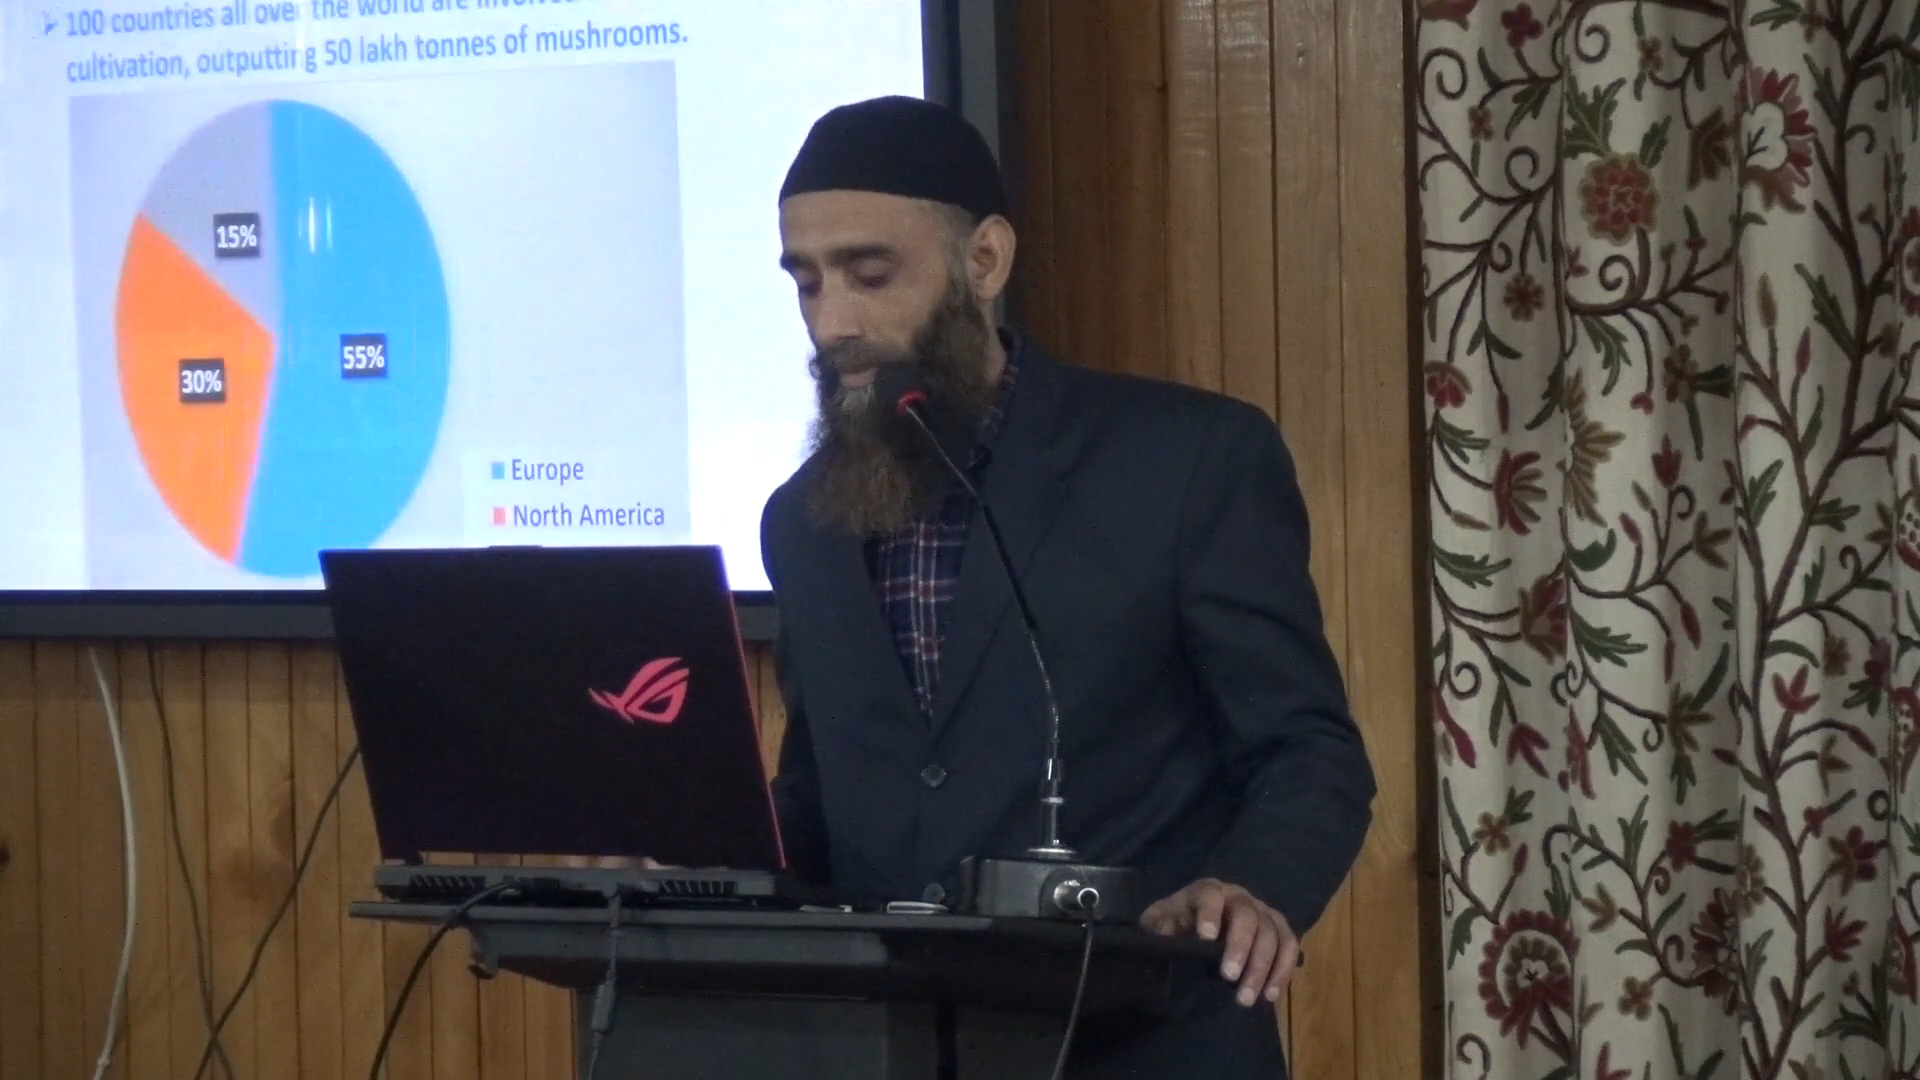 100 countries all over the world are involved
cultivation, outputting 50 lakh tonnes of mushrooms.
15%
55%
30%
Europe
North America